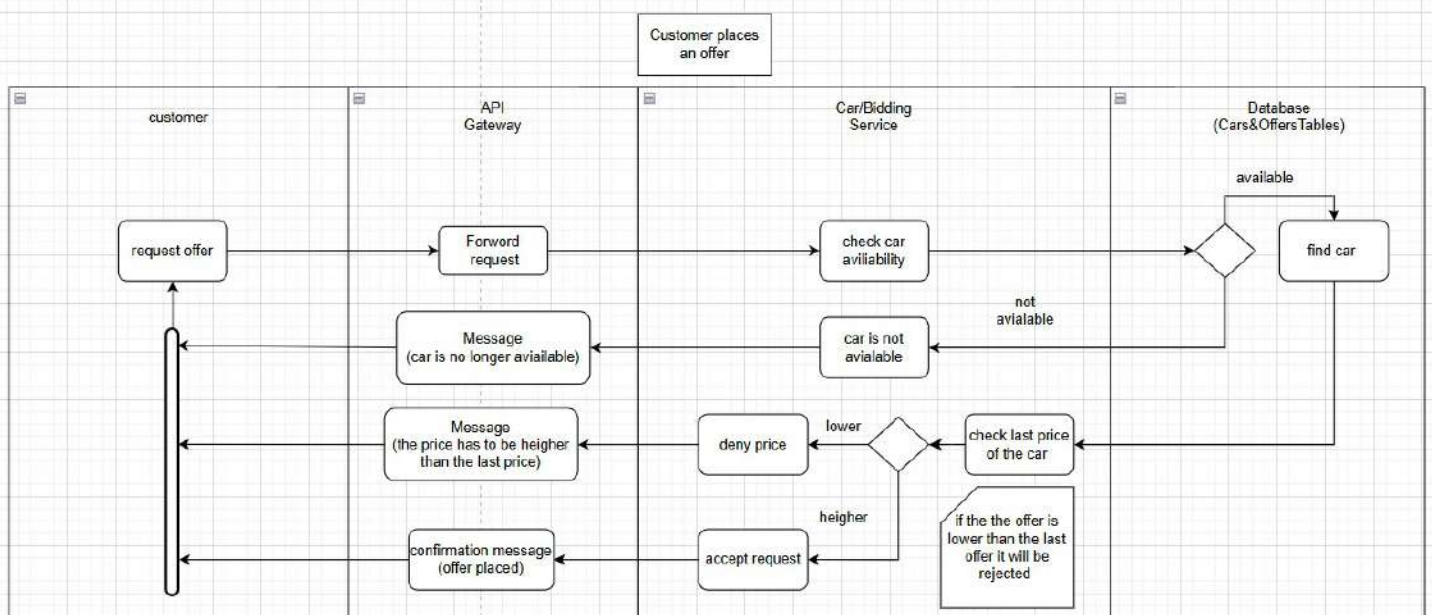 Customer places
an offer
customer
API
Gateway
Car/Bidding
Service
Database
(Cars&OffersTables)
available
request offer
Forword
request
check car
aviliability
find car
not
avialable
Message
(car is no longer aviailable)
car is not
avialable
Message
(the price has to be heigher
than the last price)
deny price
lower
check last price
of the car
heigher
if the the offer is
lower than the last
offer it will be
rejected
confirmation message
(offer placed)
accept request